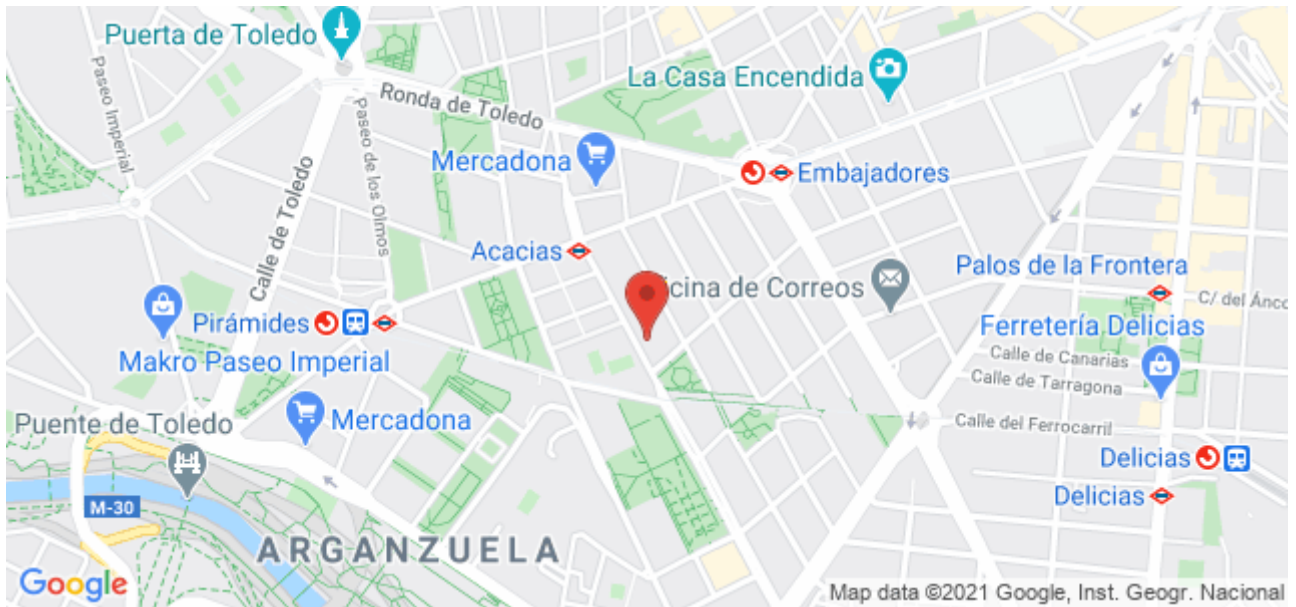 Puerta de Toledo
Paseo Imperial
La Casa Encendida
Ronda de Toledo
Paseo de los Olmos
Mercadona
Embajadores
Calle de Toledo
Acacias
icina de Correos
Palos de la Frontera
C/ del Ánco
Pirámides
Ferretería Delicias
Makro Paseo Imperial
Calle de Canarias
Calle de Tarragona
Puente de Toledo
Mercadona
Calle del Ferrocarril
Delicias
Delicias
M-30
ARGANZUELA
Google
Map data ©2021 Google, Inst. Geogr. Nacional